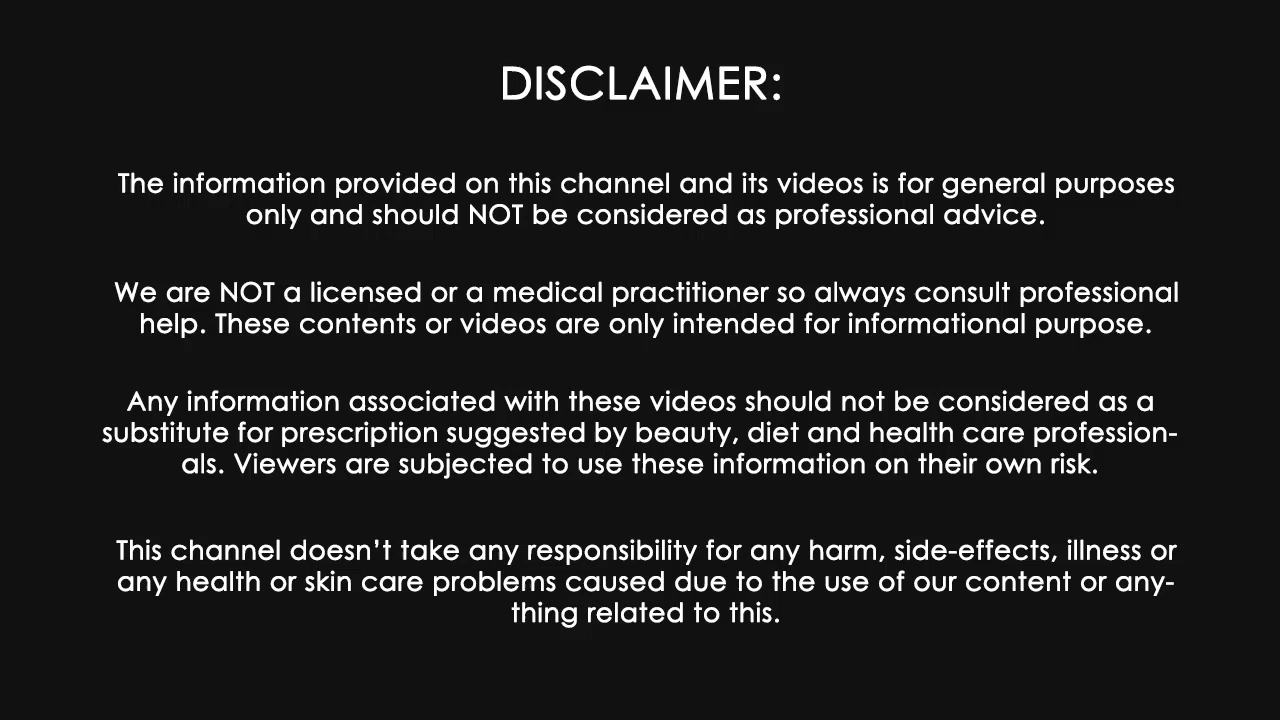 DISCLAIMER:
The information provided on this channel and its videos is for general purposes
only and should NOT be considered as professional advice.
We are NOT a licensed or a medical practitioner so always consult professional
help. These contents or videos are only intended for informational purpose.
Any information associated with these videos should not be considered as a
substitute for prescription suggested by beauty, diet and health care profession-
als. Viewers are subjected to use these information on their own risk.
This channel doesn’t take any responsibility for any harm, side-effects, illness or
any health or skin care problems caused due to the use of our content or any-
thing related to this.